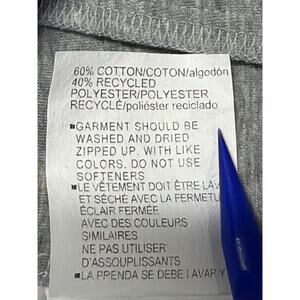 60% COTTON/COTON/algodón
40% RECYCLED
POLYESTER/POLYESTER
RECYCLÉ/poliéster reciclado
■GARMENT SHOULD BE
WASHED AND DRIED
ZIPPED UP, WITH LIKE
COLORS. DO NOT USE
SOFTENERS
■LE VÊTEMENT DOIT ÊTRE LAV
ET SÉCHÉ AVEC LA FERMETU
ÉCLAIR FERMÉE
AVEC DES COULEURS
SIMILAIRES
NE PAS UTILISER
D'ASSOUPLISSANTS
■LA PRENDA SE DEBE LAVAR Y